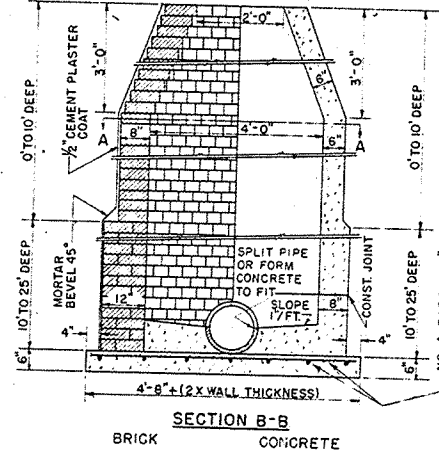 2'-0"
3'-0"
6"
3'-0"
0' TO 10' DEEP
1/2" CEMENT PLASTER
COAT
8"
4'-0"
6"
A
A
0' TO 10' DEEP
MORTAR
BEVEL 45°
SPLIT PIPE
OR FORM
CONCRETE
TO FIT
SLOPE
1"/FT.
CONST. JOINT
12"
8"
10' TO 25' DEEP
10' TO 25' DEEP
4"
4"
6"
6"
4'-8"+(2 X WALL THICKNESS)
SECTION B-B
BRICK CONCRETE